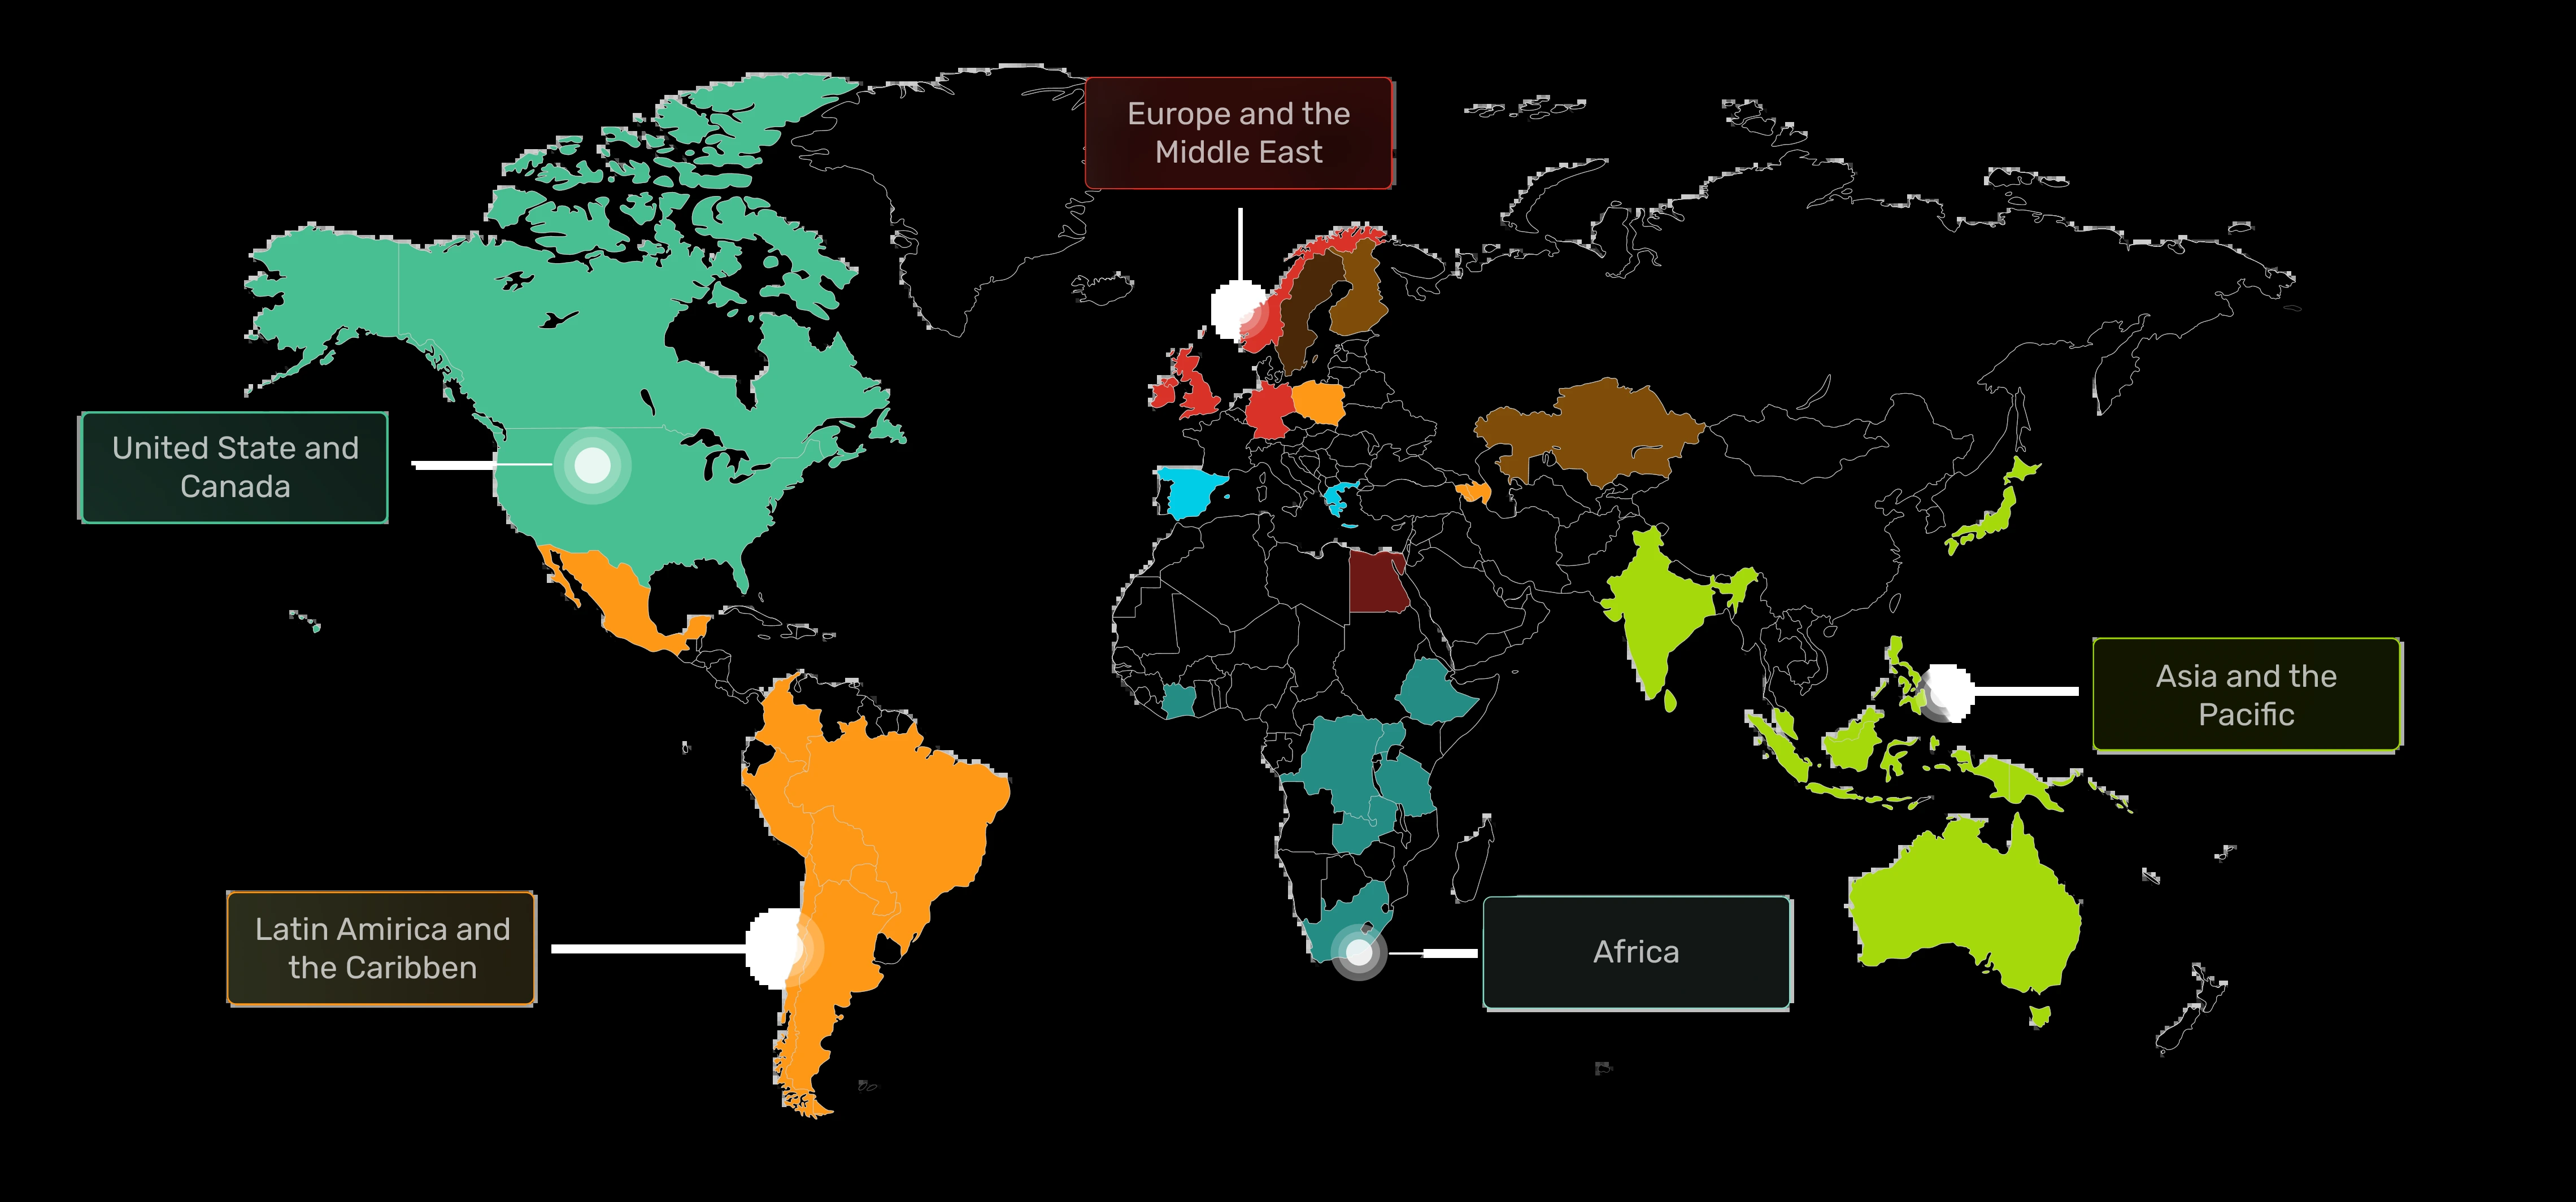 Europe and the
Middle East
United State and
Canada
Asia and the
Pacific
Latin Amirica and
the Caribben
Africa